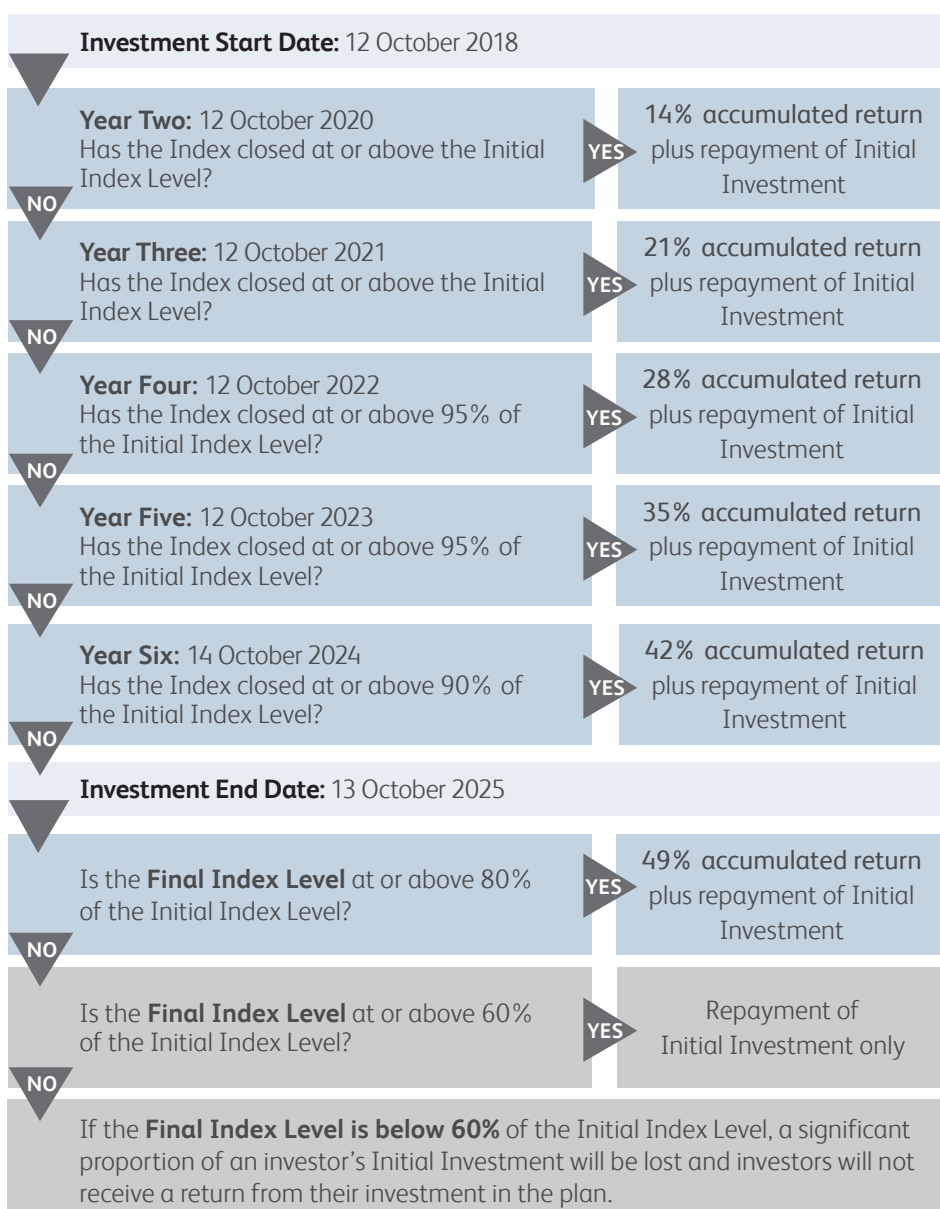 Investment Start Date: 12 October 2018
Year Two: 12 October 2020
Has the Index closed at or above the Initial
Index Level?
YES
14% accumulated return
plus repayment of Initial
Investment
NO
Year Three: 12 October 2021
Has the Index closed at or above the Initial
Index Level?
YES
21% accumulated return
plus repayment of Initial
Investment
NO
Year Four: 12 October 2022
Has the Index closed at or above 95% of
the Initial Index Level?
YES
28% accumulated return
plus repayment of Initial
Investment
NO
Year Five: 12 October 2023
Has the Index closed at or above 95% of
the Initial Index Level?
YES
35% accumulated return
plus repayment of Initial
Investment
NO
Year Six: 14 October 2024
Has the Index closed at or above 90% of
the Initial Index Level?
YES
42% accumulated return
plus repayment of Initial
Investment
NO
Investment End Date: 13 October 2025
Is the Final Index Level at or above 80%
of the Initial Index Level?
YES
49% accumulated return
plus repayment of Initial
Investment
NO
Is the Final Index Level at or above 60%
of the Initial Index Level?
YES
Repayment of
Initial Investment only
NO
If the Final Index Level is below 60% of the Initial Index Level, a significant
proportion of an investor's Initial Investment will be lost and investors will not
receive a return from their investment in the plan.